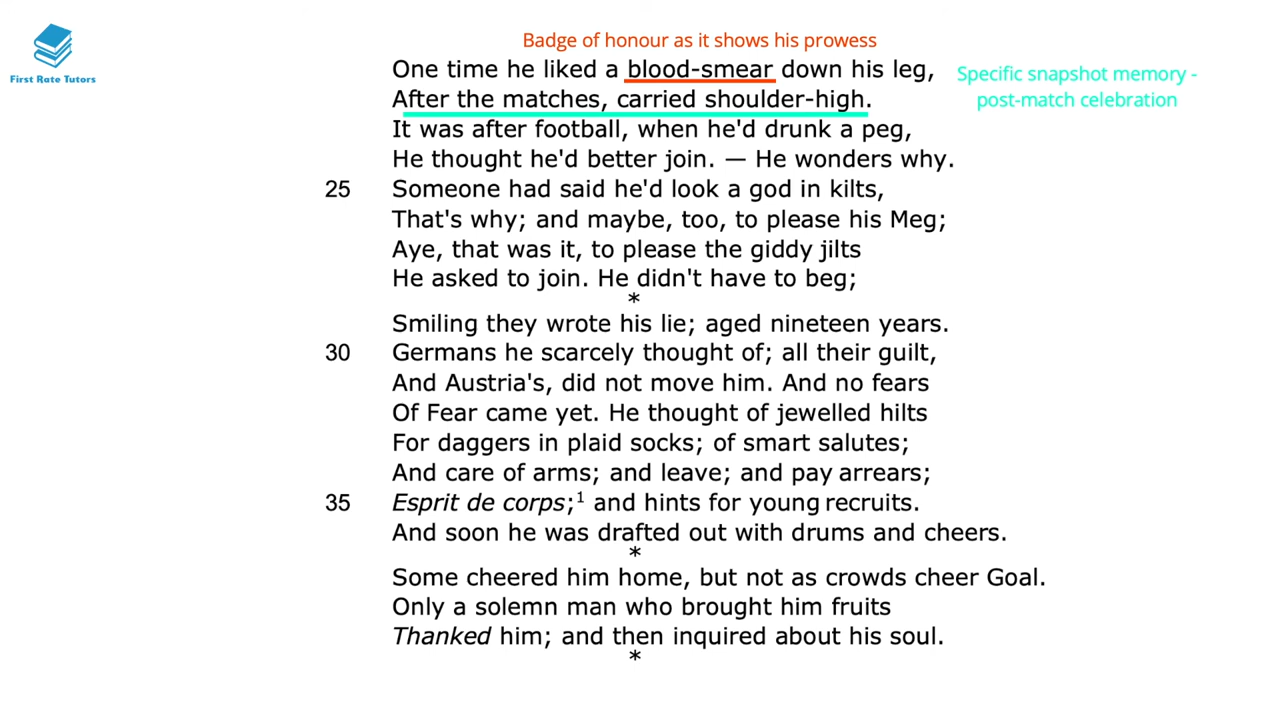 First Rate Tutors
Badge of honour as it shows his prowess
One time he liked a blood-smear down his leg,
After the matches, carried shoulder-high.
Specific snapshot memory -
post-match celebration
It was after football, when he'd drunk a peg,
He thought he'd better join. — He wonders why.
25 Someone had said he'd look a god in kilts,
That's why; and maybe, too, to please his Meg;
Aye, that was it, to please the giddy jilts
He asked to join. He didn't have to beg;
*
Smiling they wrote his lie; aged nineteen years.
30 Germans he scarcely thought of; all their guilt,
And Austria's, did not move him. And no fears
Of Fear came yet. He thought of jewelled hilts
For daggers in plaid socks; of smart salutes;
And care of arms; and leave; and pay arrears;
35 Esprit de corps;¹ and hints for young recruits.
And soon he was drafted out with drums and cheers.
*
Some cheered him home, but not as crowds cheer Goal.
Only a solemn man who brought him fruits
Thanked him; and then inquired about his soul.
*